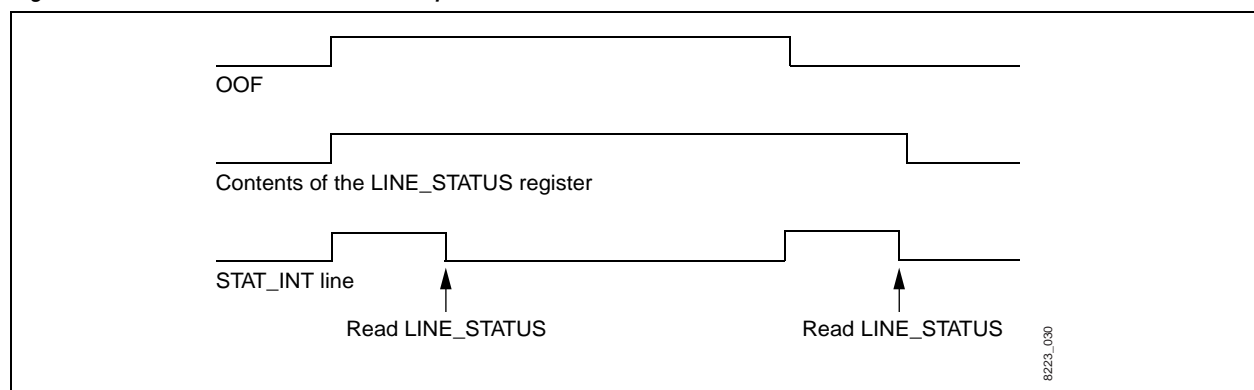 OOF
Contents of the LINE_STATUS register
STAT_INT line
Read LINE_STATUS
Read LINE_STATUS
8223_030